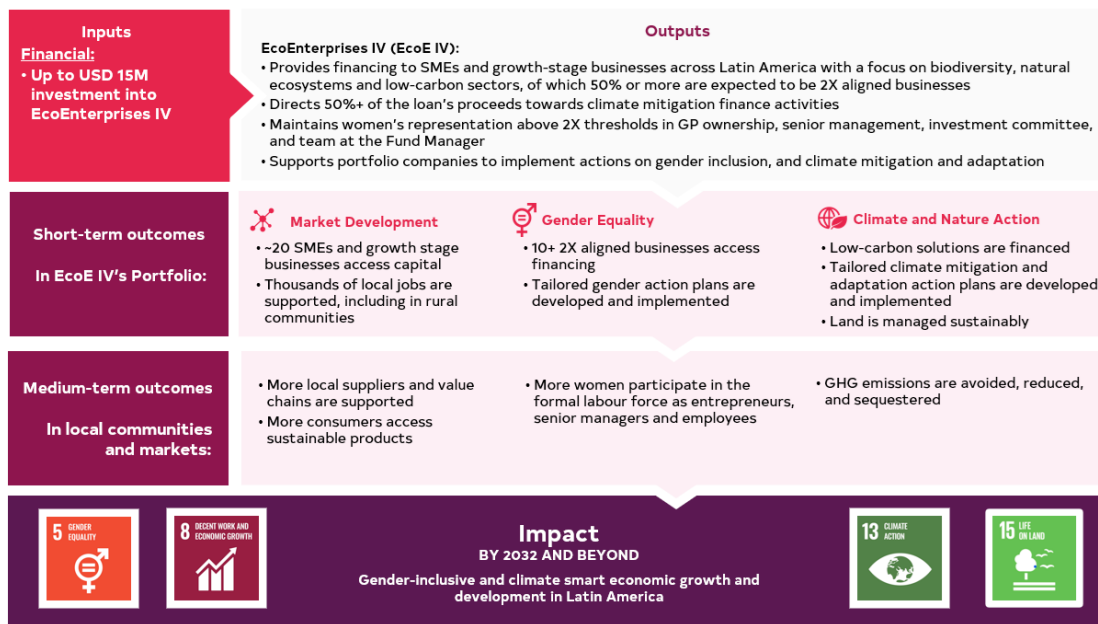 Inputs
Financial:
• Up to USD 15M
investment into
EcoEnterprises IV
Outputs
EcoEnterprises IV (EcoE IV):
• Provides financing to SMEs and growth-stage businesses across Latin America with a focus on biodiversity, natural
ecosystems and low-carbon sectors, of which 50% or more are expected to be 2X aligned businesses
• Directs 50%+ of the loan's proceeds towards climate mitigation finance activities
• Maintains women's representation above 2X thresholds in GP ownership, senior management, investment committee,
and team at the Fund Manager
• Supports portfolio companies to implement actions on gender inclusion, and climate mitigation and adaptation
Short-term outcomes
In EcoE IV's Portfolio:
Market Development
• ~20 SMEs and growth stage
businesses access capital
• Thousands of local jobs are
supported, including in rural
communities
Gender Equality
• 10+ 2X aligned businesses access
financing
• Tailored gender action plans are
developed and implemented
Climate and Nature Action
• Low-carbon solutions are financed
• Tailored climate mitigation and
adaptation action plans are developed
and implemented
• Land is managed sustainably
Medium-term outcomes
In local communities
and markets:
• More local suppliers and value
chains are supported
• More consumers access
sustainable products
• More women participate in the
formal labour force as entrepreneurs,
senior managers and employees
• GHG emissions are avoided, reduced,
and sequestered
5 GENDER
EQUALITY
8 DECENT WORK AND
ECONOMIC GROWTH
Impact
BY 2032 AND BEYOND
Gender-inclusive and climate smart economic growth and
development in Latin America
13 CLIMATE
ACTION
15 LIFE
ON LAND